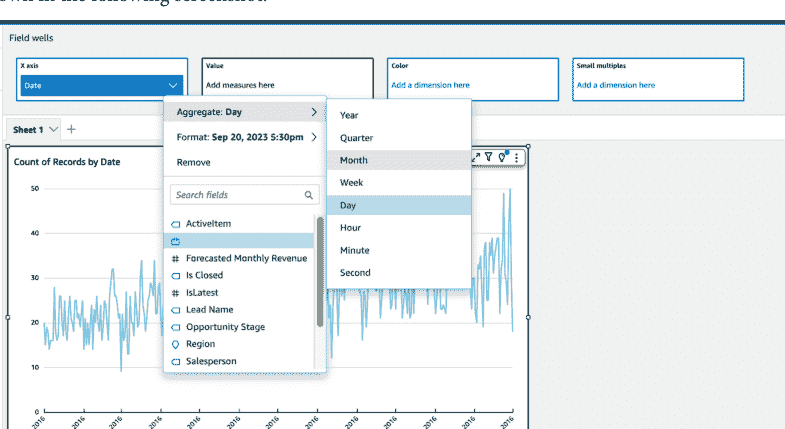 Field wells
X axis
Date
Value
Add measures here
Color
Add a dimension here
Small multiples
Add a dimension here
Sheet 1
Aggregate: Day
Format: Sep 20, 2023 5:30pm
Remove
Search fields
ActiveItem
Forecasted Monthly Revenue
Is Closed
IsLatest
Lead Name
Opportunity Stage
Region
Salesperson
Year
Quarter
Month
Week
Day
Hour
Minute
Second
Count of Records by Date
50
40
30
20
10
0
2016 2016 2016 2016 2016 2016 2016 2016 2016 2016 2016 2016 2016